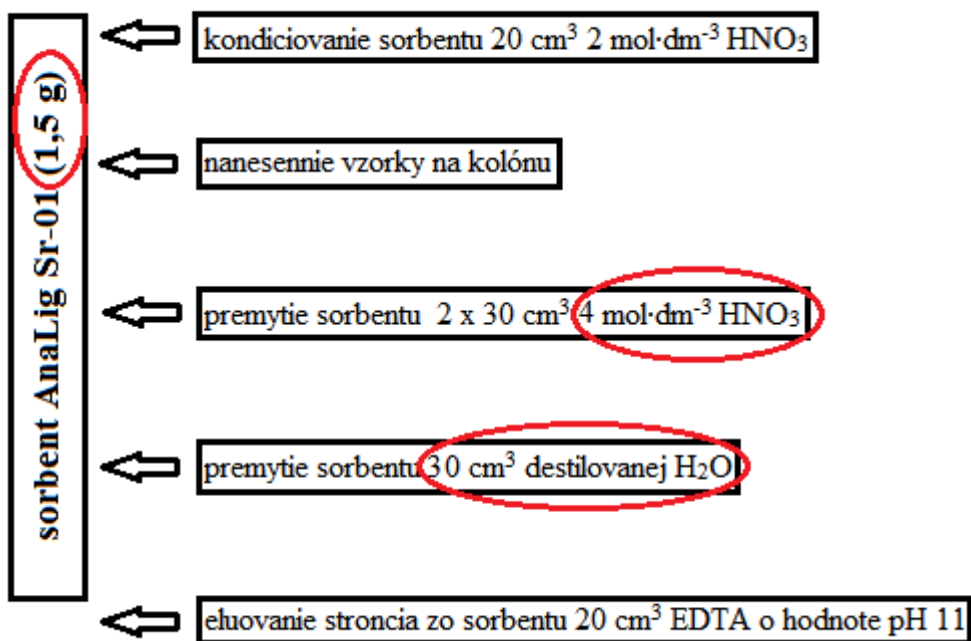 sorbent AnaLig Sr-01 (1,5 g)
kondiciovanie sorbentu 20 cm³ 2 mol·dm⁻³ HNO₃
nanesennie vzorky na kolónu
premytie sorbentu 2 x 30 cm³ 4 mol·dm⁻³ HNO₃
premytie sorbentu 30 cm³ destilovanej H₂O
eluovanie stroncia zo sorbentu 20 cm³ EDTA o hodnote pH 11